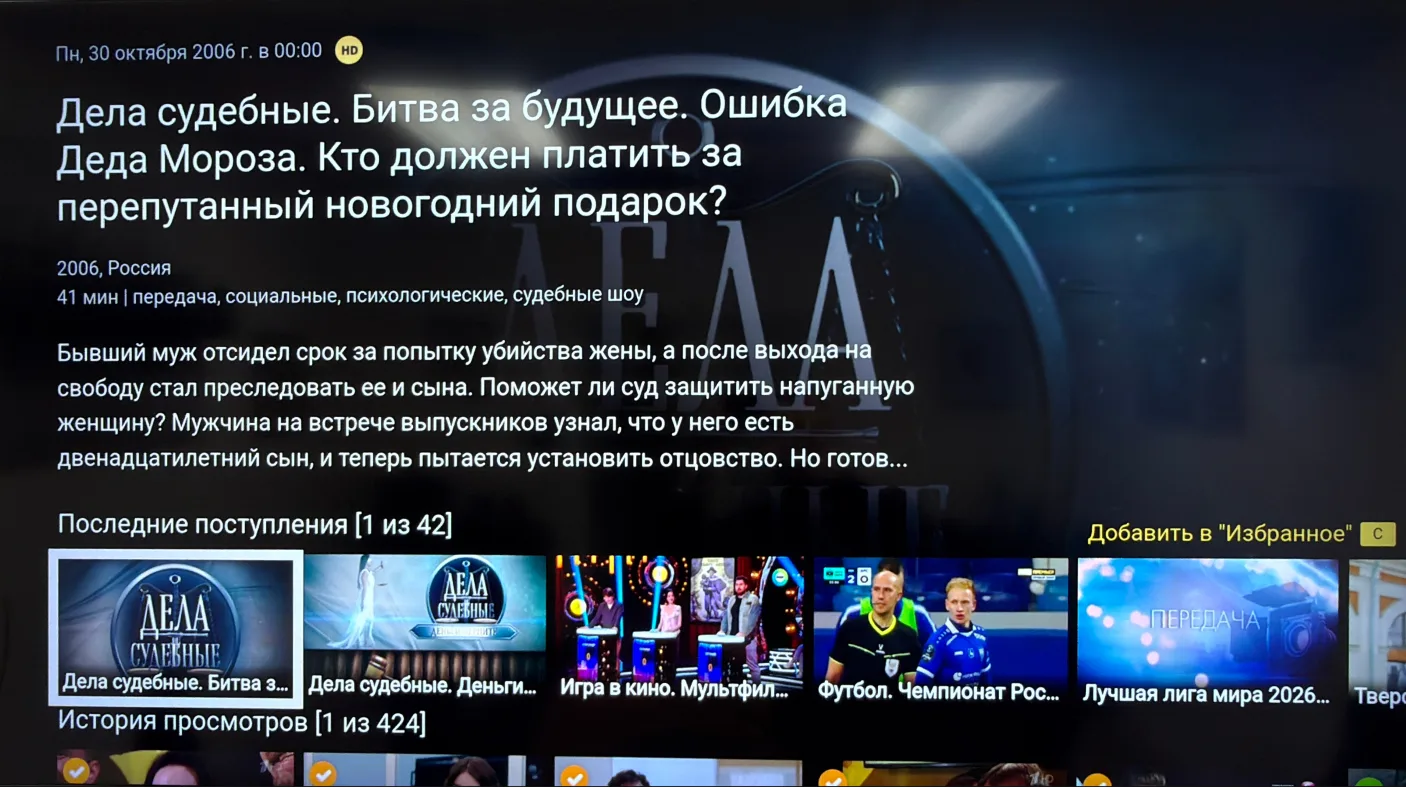 Пн, 30 октября 2006 г. в 00:00 HD
Дела судебные. Битва за будущее. Ошибка
Деда Мороза. Кто должен платить за
перепутанный новогодний подарок?
2006, Россия
41 мин | передача, социальные, психологические, судебные шоу
Бывший муж отсидел срок за попытку убийства жены, а после выхода на
свободу стал преследовать ее и сына. Поможет ли суд защитить напуганную
женщину? Мужчина на встрече выпускников узнал, что у него есть
двенадцатилетний сын, и теперь пытается установить отцовство. Но готов...
ДЕЛА
Последние поступления [1 из 42]
Добавить в "Избранное" C
ДЕЛА
СУДЕБНЫЕ
Дела судебные. Битва з...
ДЕЛА
СУДЕБНЫЕ
Дела судебные. Деньги...
Игра в кино. Мультфил...
2 0
Футбол. Чемпионат Рос...
ПЕРЕДАЧА
Лучшая лига мира 2026...
Тверс
История просмотров [1 из 424]